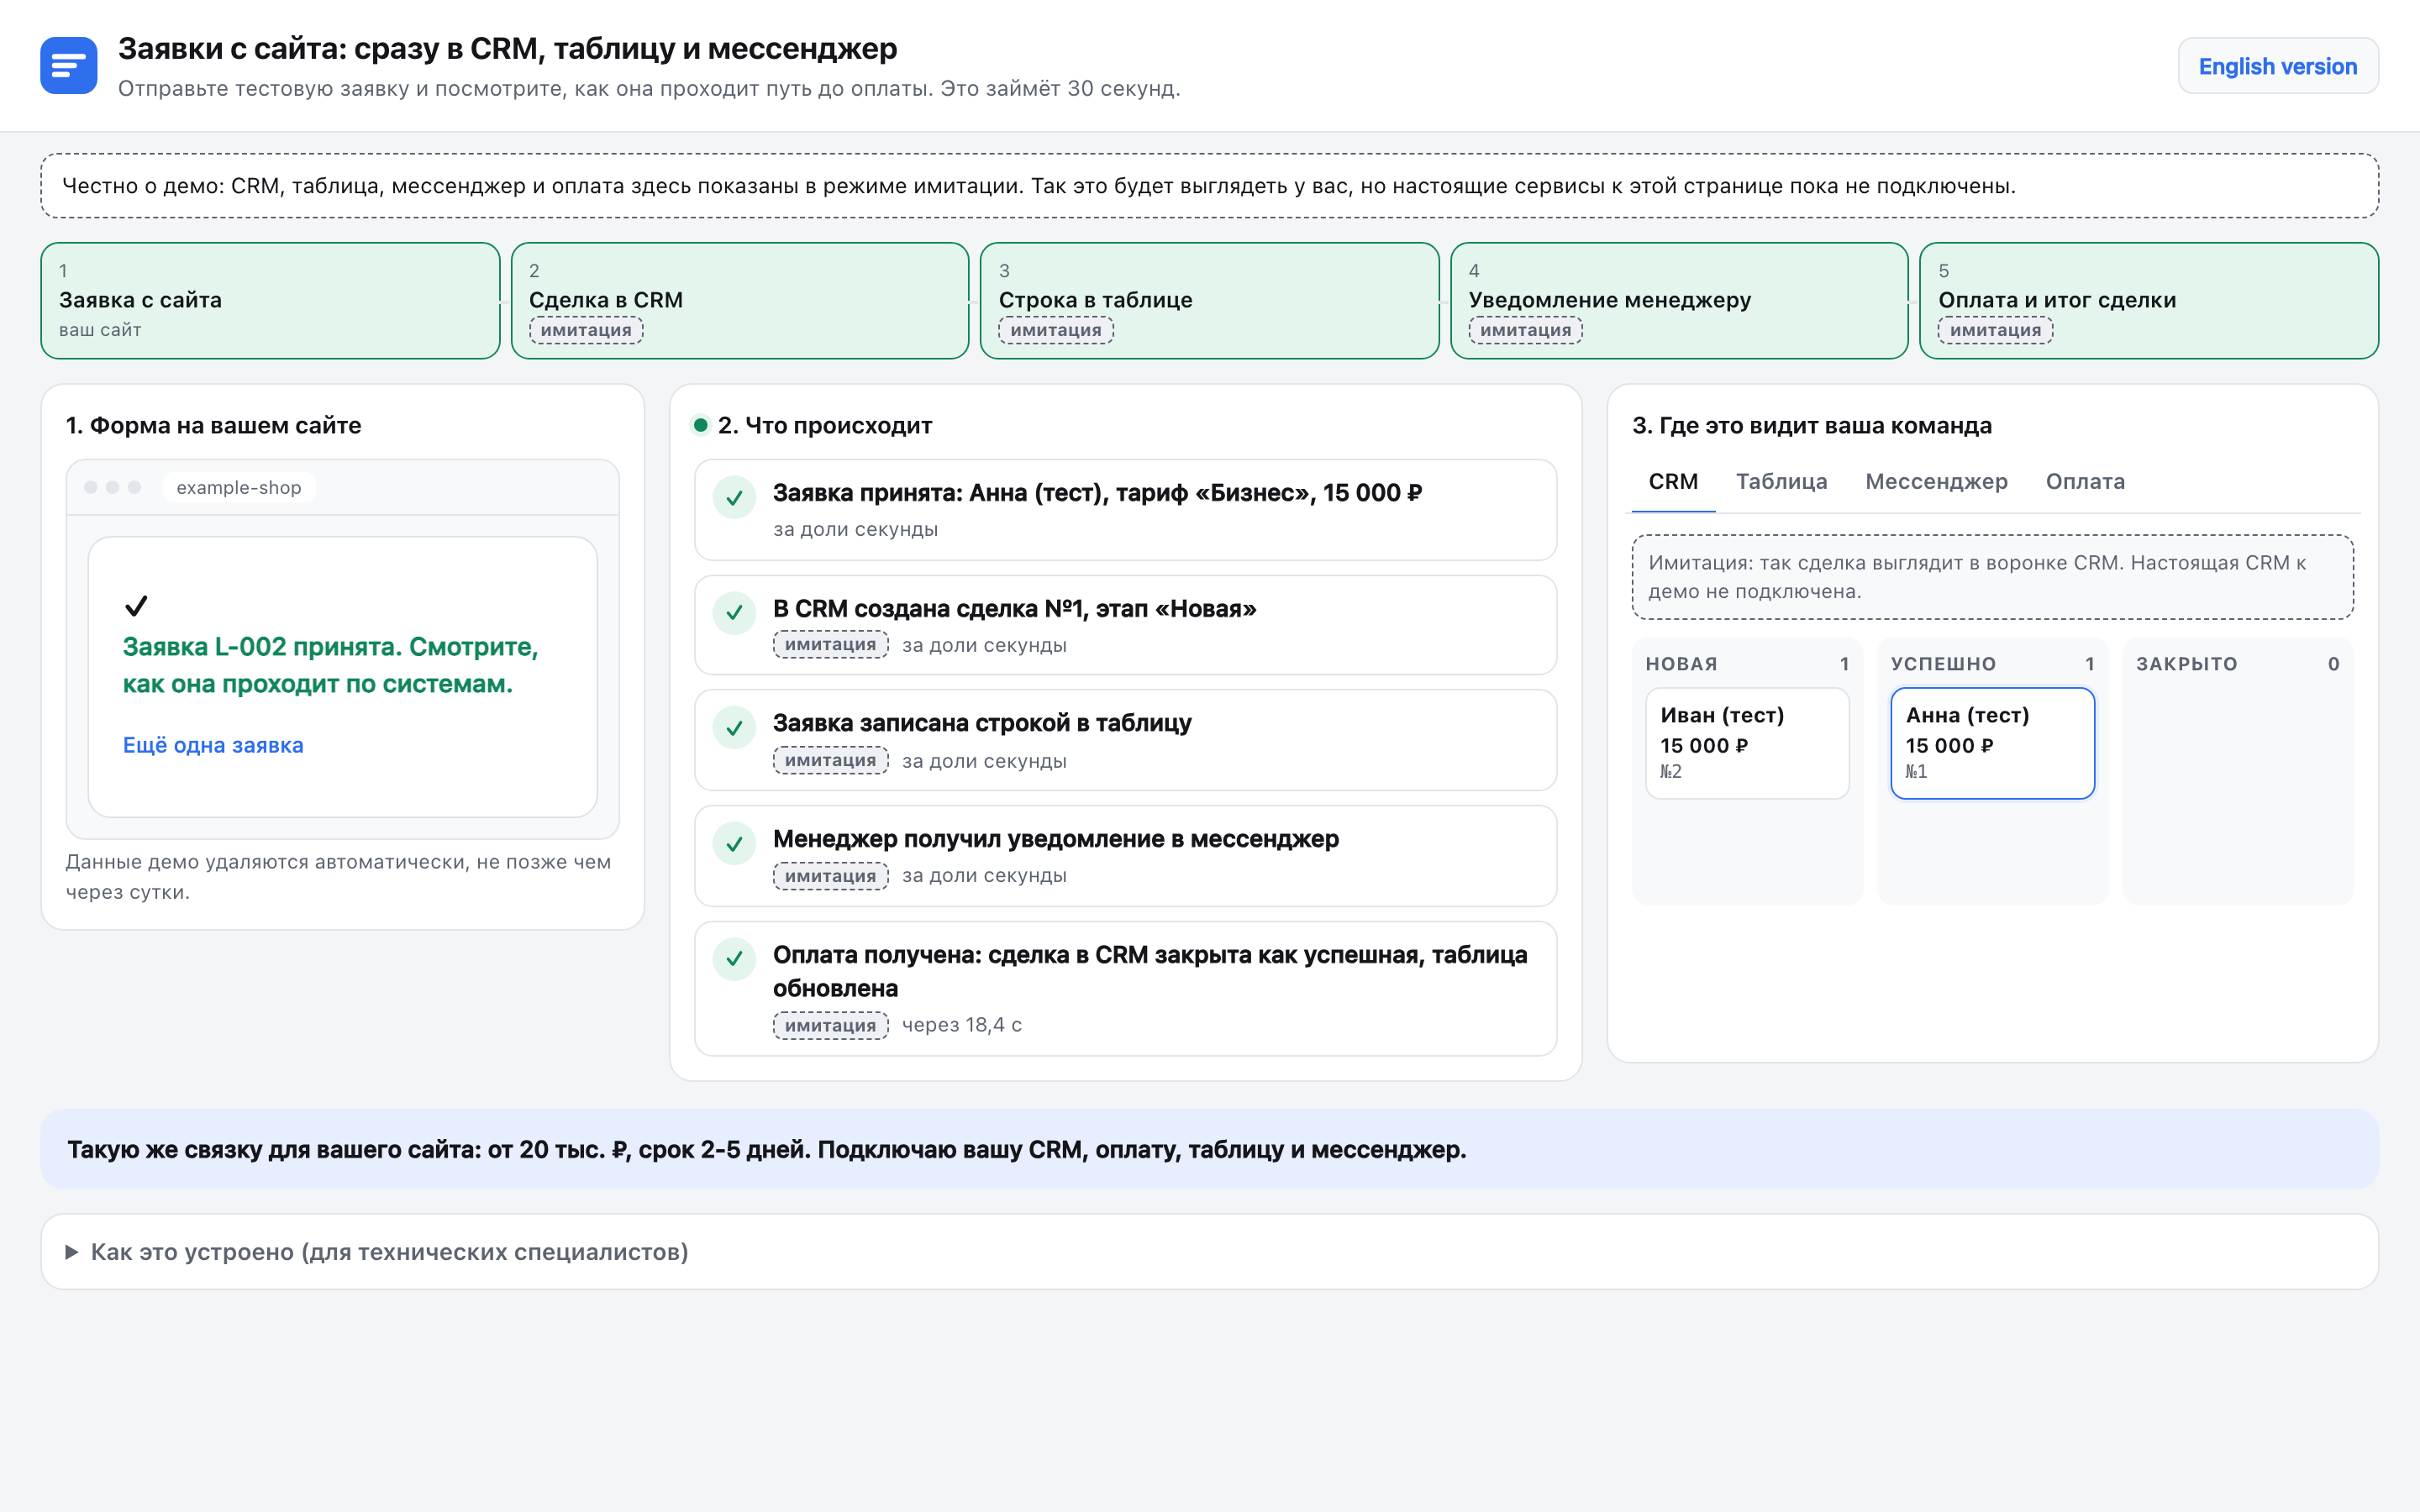 Заявки с сайта: сразу в CRM, таблицу и мессенджер
Отправьте тестовую заявку и посмотрите, как она проходит путь до оплаты. Это займёт 30 секунд.
English version
Честно о демо: CRM, таблица, мессенджер и оплата здесь показаны в режиме имитации. Так это будет выглядеть у вас, но настоящие сервисы к этой странице пока не подключены.
1
Заявка с сайта
ваш сайт
2
Сделка в CRM
имитация
3
Строка в таблице
имитация
4
Уведомление менеджеру
имитация
5
Оплата и итог сделки
имитация
1. Форма на вашем сайте
example-shop
Заявка L-002 принята. Смотрите,
как она проходит по системам.
Ещё одна заявка
Данные демо удаляются автоматически, не позже чем
через сутки.
2. Что происходит
Заявка принята: Анна (тест), тариф «Бизнес», 15 000 ₽
за доли секунды
В CRM создана сделка №1, этап «Новая»
имитация за доли секунды
Заявка записана строкой в таблицу
имитация за доли секунды
Менеджер получил уведомление в мессенджер
имитация за доли секунды
Оплата получена: сделка в CRM закрыта как успешная, таблица
обновлена
имитация через 18,4 с
3. Где это видит ваша команда
CRM Таблица Мессенджер Оплата
Имитация: так сделка выглядит в воронке CRM. Настоящая CRM к
демо не подключена.
НОВАЯ 1
Иван (тест)
15 000 ₽
№2
УСПЕШНО 1
Анна (тест)
15 000 ₽
№1
ЗАКРЫТО 0
Такую же связку для вашего сайта: от 20 тыс. ₽, срок 2-5 дней. Подключаю вашу CRM, оплату, таблицу и мессенджер.
Как это устроено (для технических специалистов)